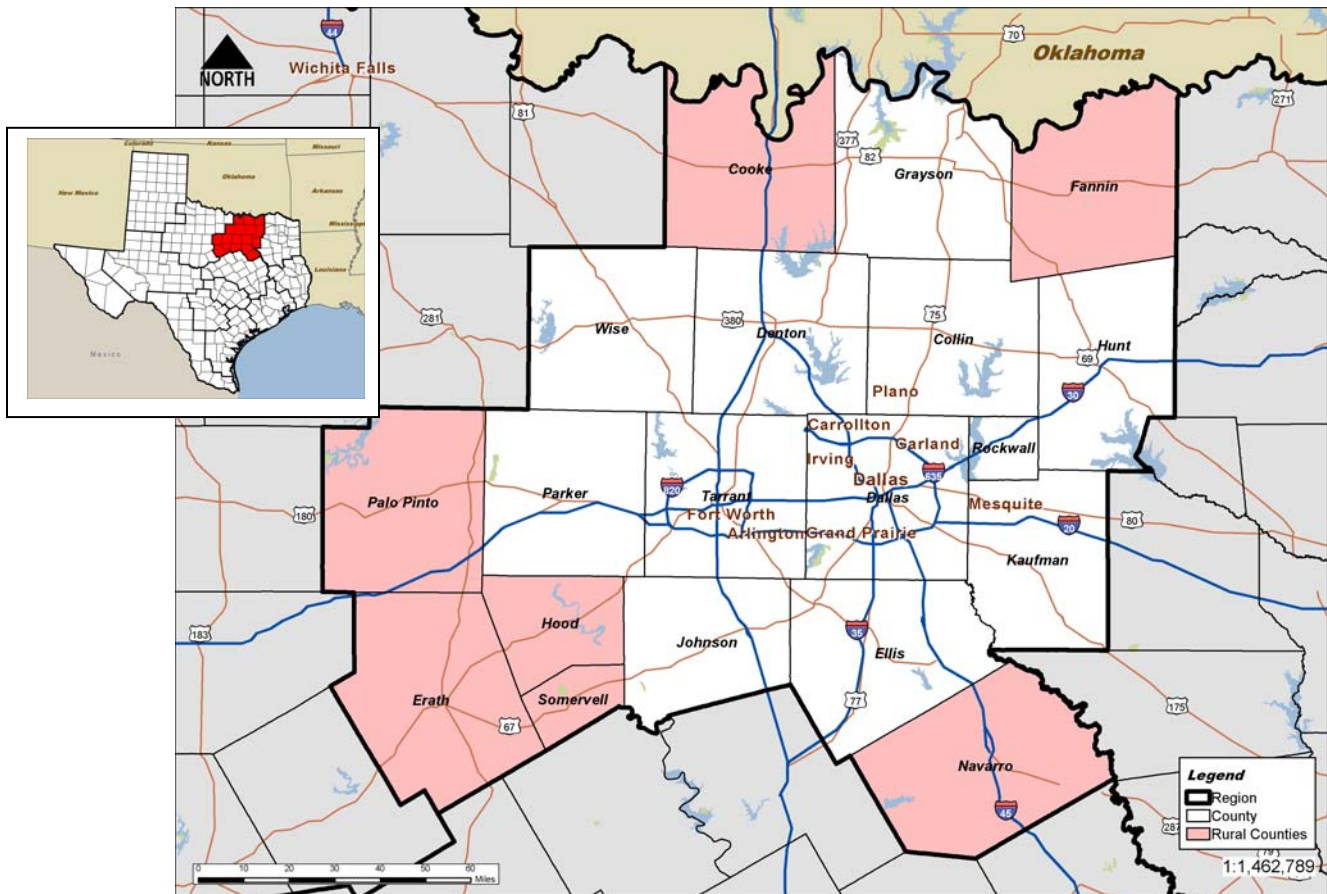 44
70
Oklahoma
NORTH
Wichita Falls
271
81
377
82
Cooke
Grayson
Fannin
Colorado
Kansas
Missouri
New Mexico
Oklahoma
Arkansas
Louisiana
Mexico
281
Wise
380
Denton
75
Collin
Hunt
69
Plano
30
Carrollton
Garland
Rockwall
Irving
635
820
Dallas
Parker
Tarrant
Dallas
Mesquite
Palo Pinto
180
Fort Worth
80
20
Arlington
Grand Prairie
Kaufman
Hood
183
35
Johnson
Ellis
Erath
Somervell
77
67
175
Navarro
Legend
Region
County
Rural Counties
45
287
79
1:1,462,789
0 10 20 30 40 50 60
Miles